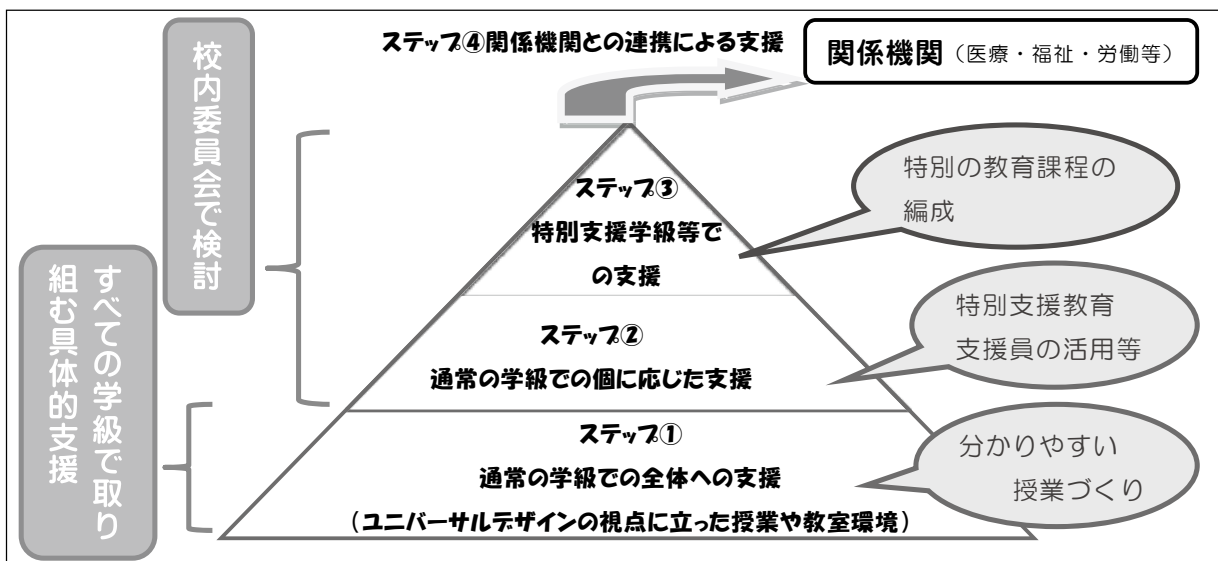 ステップ④関係機関との連携による支援
関係機関（医療・福祉・労働等）
校内委員会で検討
すべての学級で取り
組む具体的支援
ステップ③
特別支援学級等で
の支援
特別の教育課程の
編成
ステップ②
通常の学級での個に応じた支援
特別支援教育
支援員の活用等
ステップ①
通常の学級での全体への支援
（ユニバーサルデザインの視点に立った授業や教室環境）
分かりやすい
授業づくり